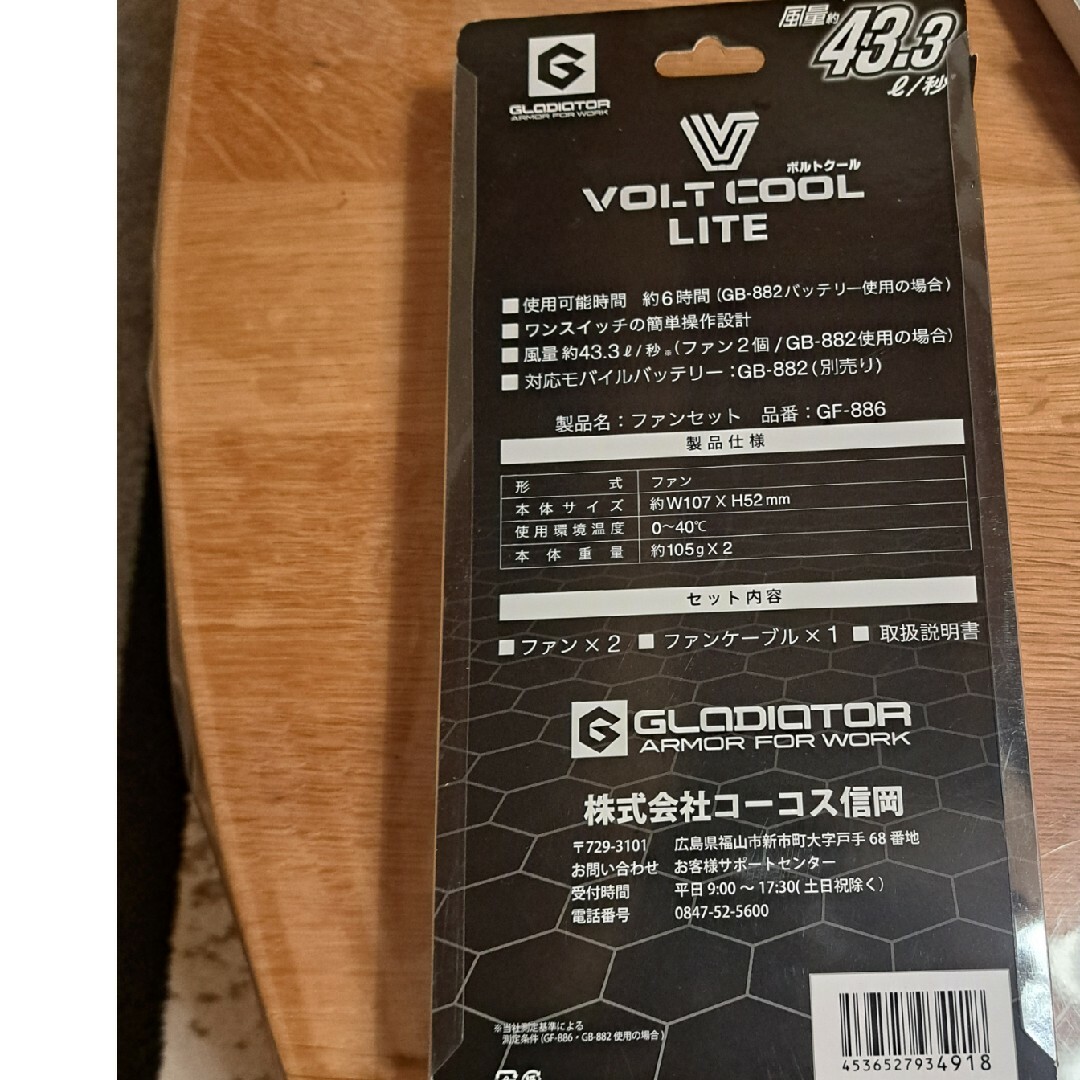 風量約43.3ℓ/秒※
G
GLADIATOR
ARMOR FOR WORK
ボルトクール
VOLT COOL
LITE
■使用可能時間 約6時間(GB-882バッテリー使用の場合)
■ワンスイッチの簡単操作設計
■風量 約43.3ℓ/秒※(ファン2個/GB-882使用の場合)
■対応モバイルバッテリー:GB-882(別売り)
製品名:ファンセット 品番:GF-886
製品仕様
形式 ファン
本体サイズ 約W107×H52mm
使用環境温度 0〜40℃
本体重量 約105g×2
セット内容
■ファン×2 ■ファンケーブル×1 ■取扱説明書
GLADIATOR
ARMOR FOR WORK
株式会社コーコス信岡
〒729-3101 広島県福山市新市町大字戸手68番地
お問い合わせ お客様サポートセンター
受付時間 平日9:00〜17:30(土日祝除く)
電話番号 0847-52-5600
※当社測定基準による
測定条件(GF-886・GB-882使用の場合)
4536527934918